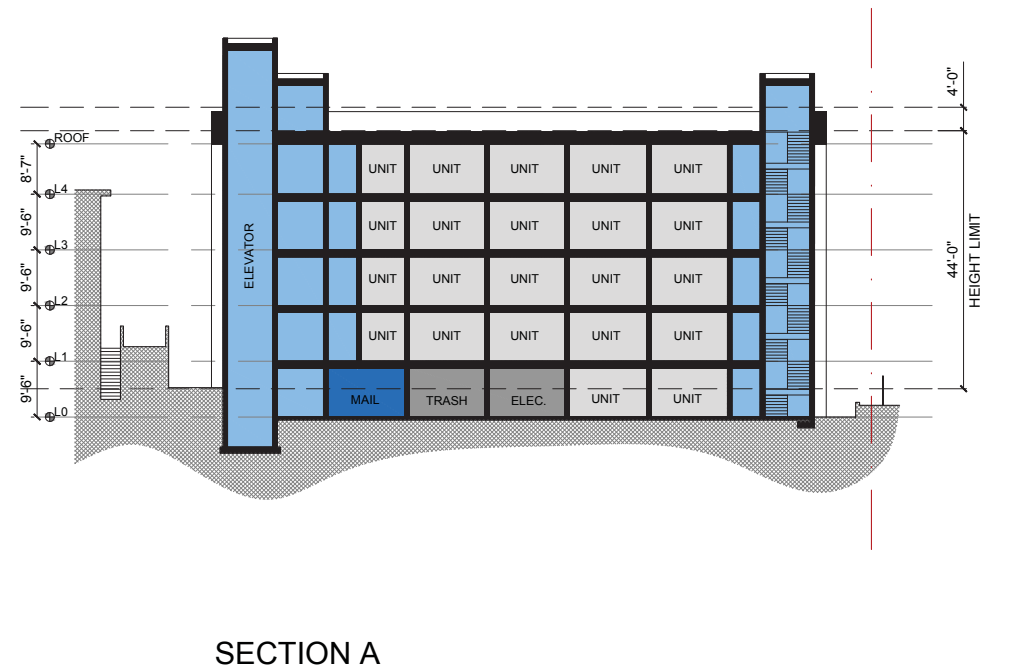 4'-0"
ROOF
8'-7"
UNIT UNIT UNIT UNIT UNIT
L4
9'-6"
UNIT UNIT UNIT UNIT UNIT
L3
ELEVATOR
44'-0"
HEIGHT LIMIT
9'-6"
UNIT UNIT UNIT UNIT UNIT
L2
9'-6"
UNIT UNIT UNIT UNIT UNIT
L1
9'-6"
MAIL TRASH ELEC. UNIT UNIT
L0
SECTION A